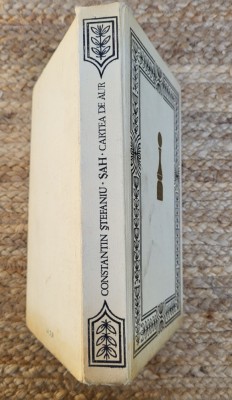 CONSTANTIN ȘTEFANIU · ȘAH · CARTEA DE AUR